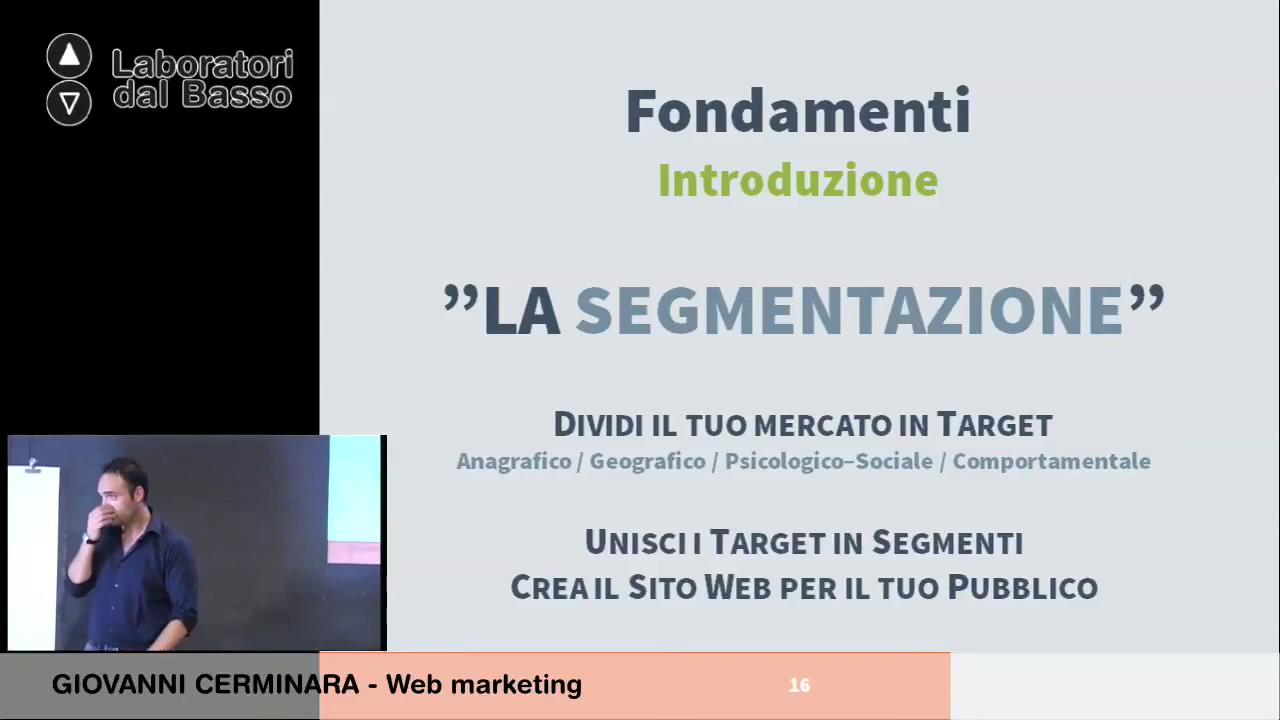 Laboratori
dal Basso
Fondamenti
Introduzione
”LA SEGMENTAZIONE”
DIVIDI IL TUO MERCATO IN TARGET
Anagrafico / Geografico / Psicologico–Sociale / Comportamentale
UNISCI I TARGET IN SEGMENTI
CREA IL SITO WEB PER IL TUO PUBBLICO
GIOVANNI CERMINARA - Web marketing
16